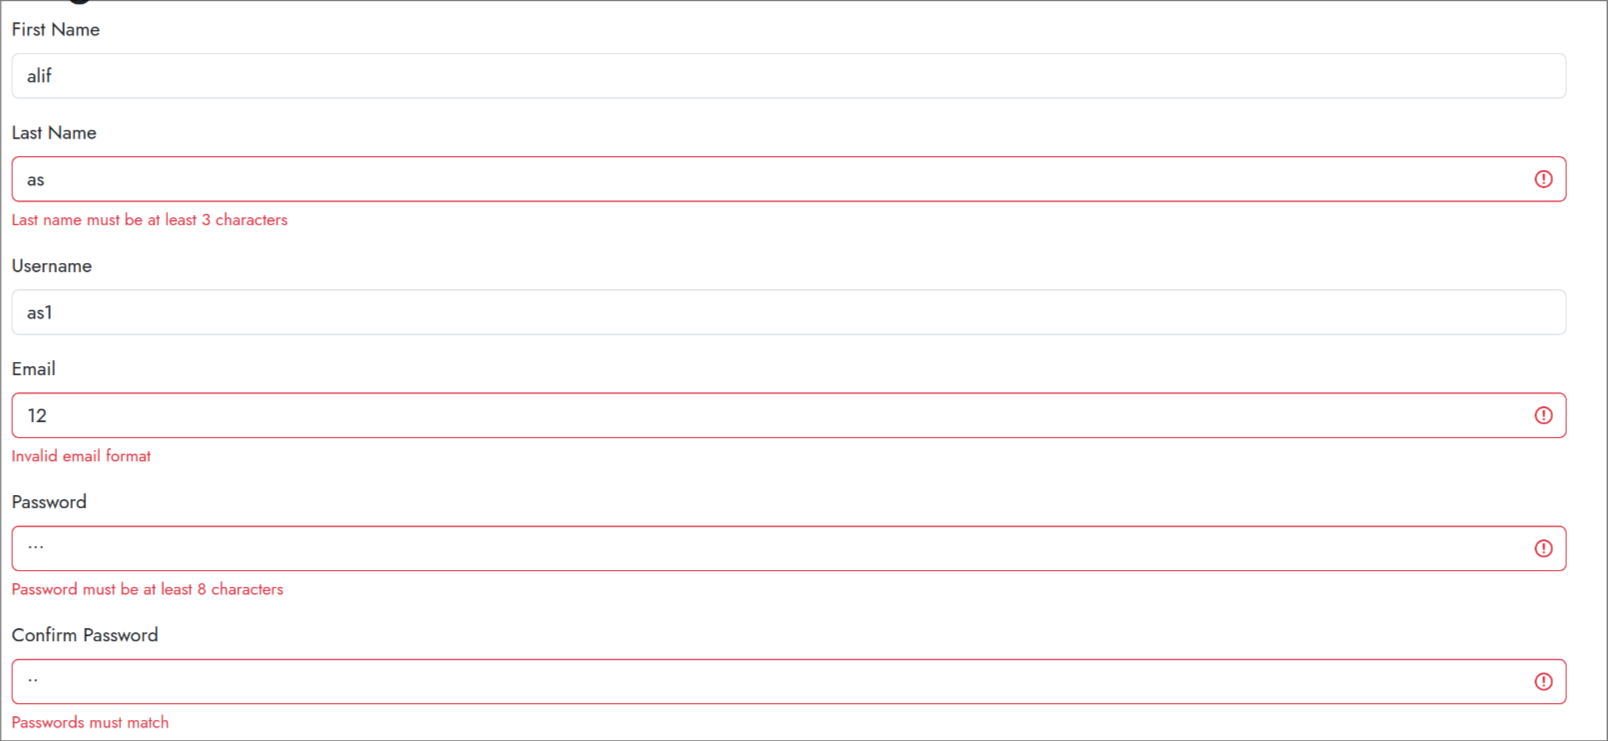 First Name
alif
Last Name
as
Last name must be at least 3 characters
Username
as1
Email
12
Invalid email format
Password
···
Password must be at least 8 characters
Confirm Password
··
Passwords must match